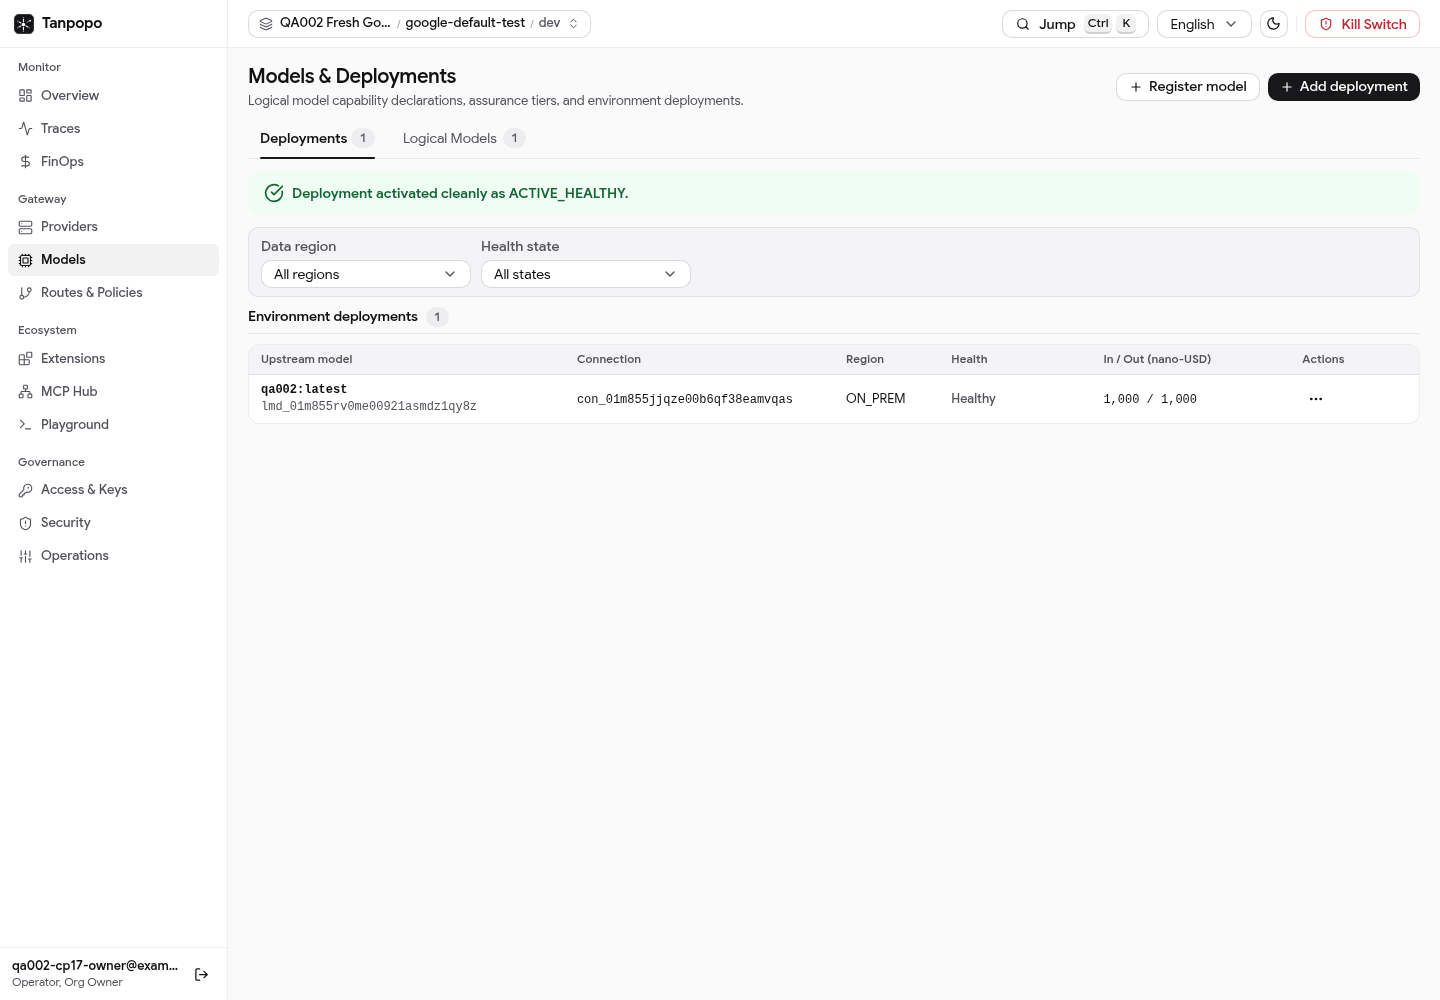 Tanpopo
QA002 Fresh Go... / google-default-test / dev
Jump Ctrl K
English
Kill Switch
Monitor
Overview
Traces
FinOps
Gateway
Providers
Models
Routes & Policies
Ecosystem
Extensions
MCP Hub
Playground
Governance
Access & Keys
Security
Operations
qa002-cp17-owner@exam...
Operator, Org Owner
Models & Deployments
Logical model capability declarations, assurance tiers, and environment deployments.
Register model
Add deployment
Deployments 1
Logical Models 1
Deployment activated cleanly as ACTIVE_HEALTHY.
Data region
All regions
Health state
All states
Environment deployments 1
Upstream model Connection Region Health In / Out (nano-USD) Actions
qa002:latest
lmd_01m855rv0me00921asmdz1qy8z
con_01m855jjqze00b6qf38eamvqas
ON_PREM
Healthy
1,000 / 1,000